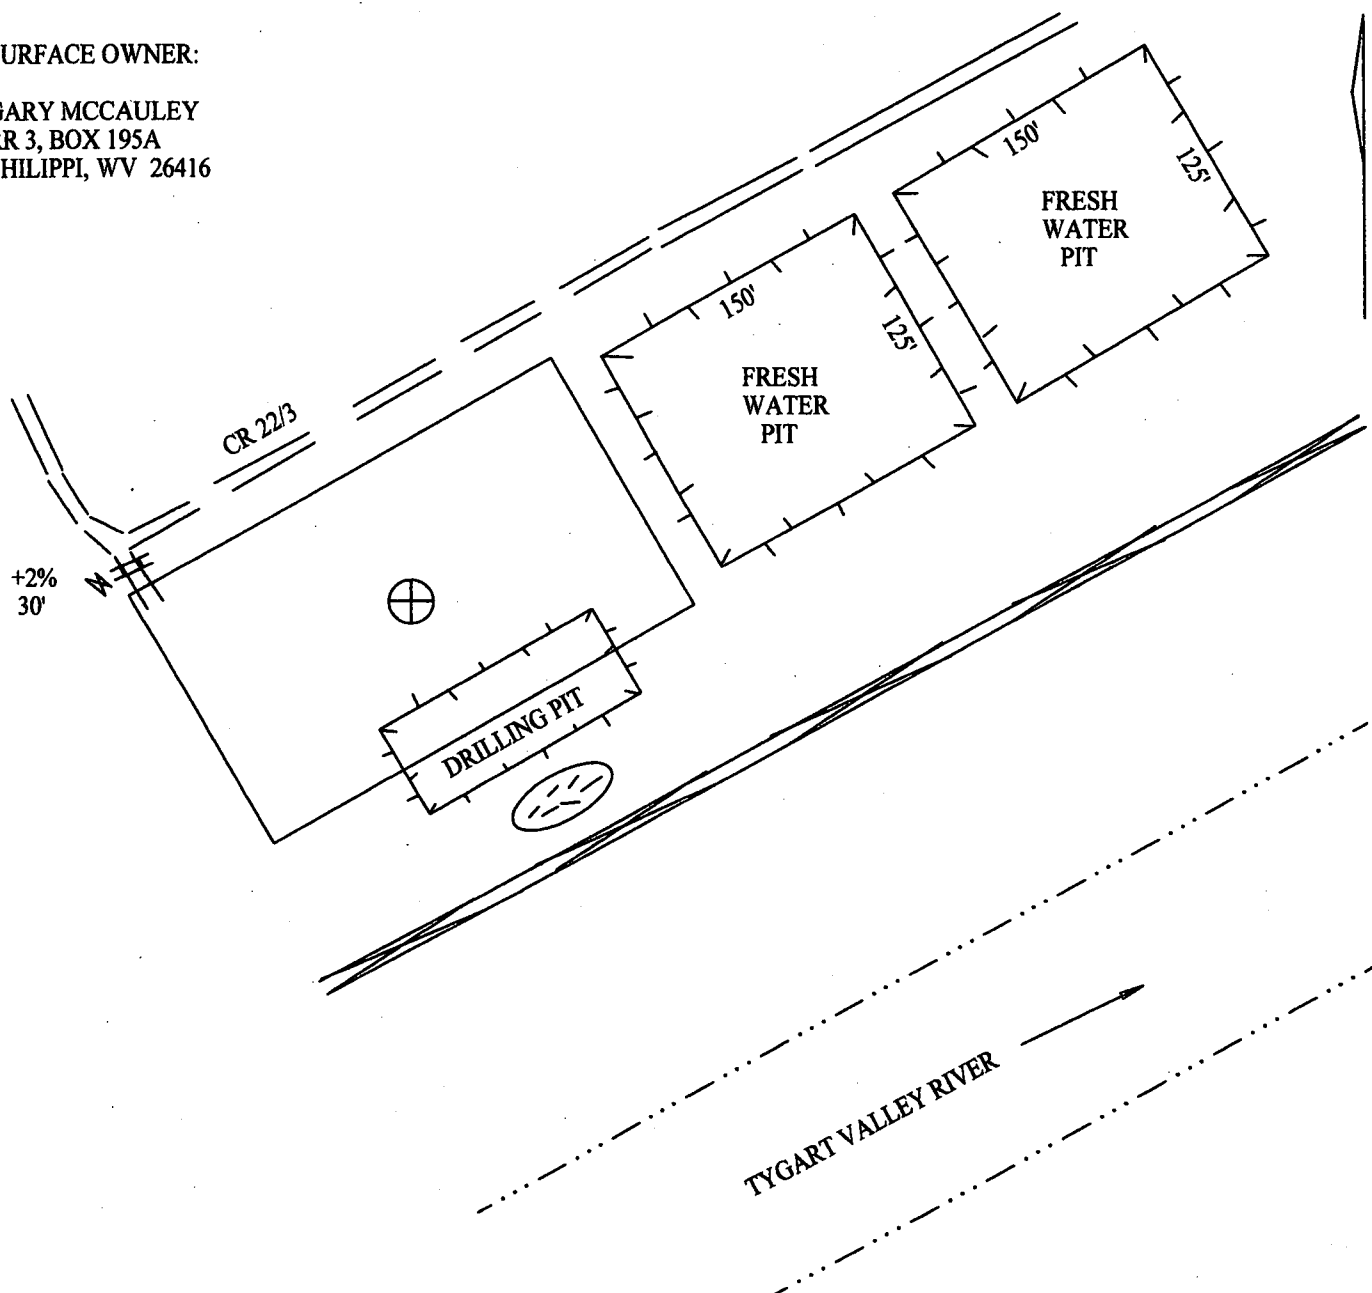 URFACE OWNER:
GARY MCCAULEY
RR 3, BOX 195A
HILIPPI, WV 26416
150'
125'
FRESH
WATER
PIT
150'
125'
FRESH
WATER
PIT
CR 22/3
+2%
30'
DRILLING PIT
TYGART VALLEY RIVER